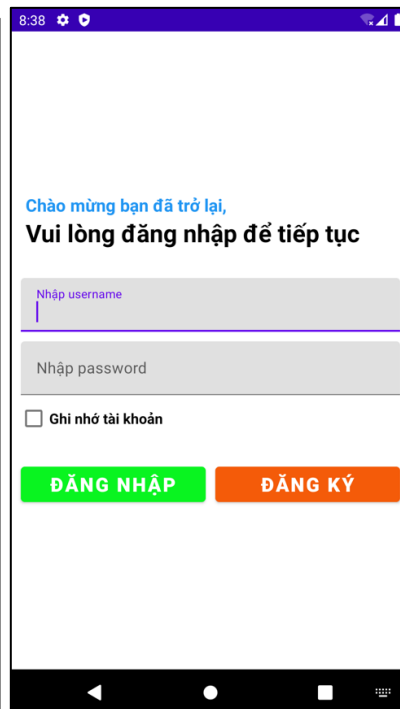 8:38
Chào mừng bạn đã trở lại,
Vui lòng đăng nhập để tiếp tục
Nhập username
Nhập password
Ghi nhớ tài khoản
ĐĂNG NHẬP ĐĂNG KÝ